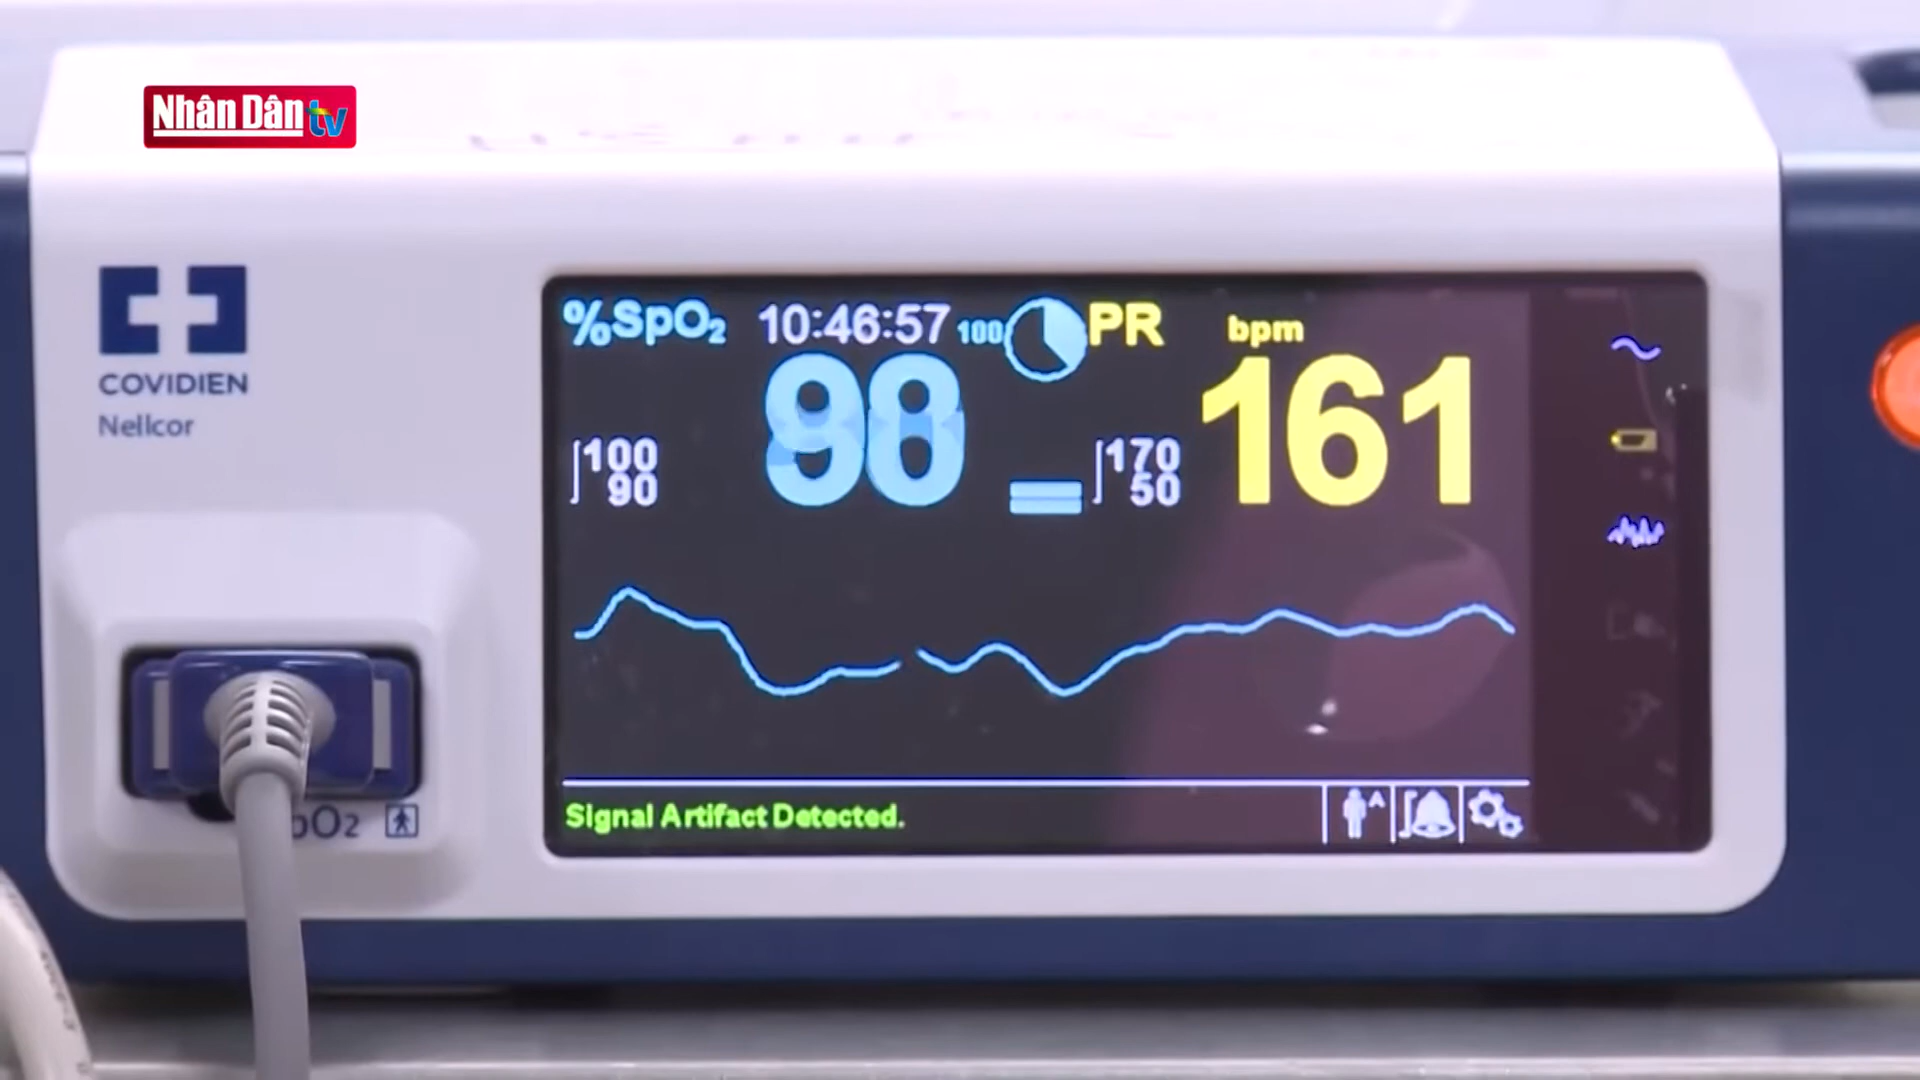 Nhân Dân tv
COVIDIEN
Nellcor
%SpO₂ 10:46:57 100 PR bpm
161
100
90
170
50
Signal Artifact Detected.
A
pO₂